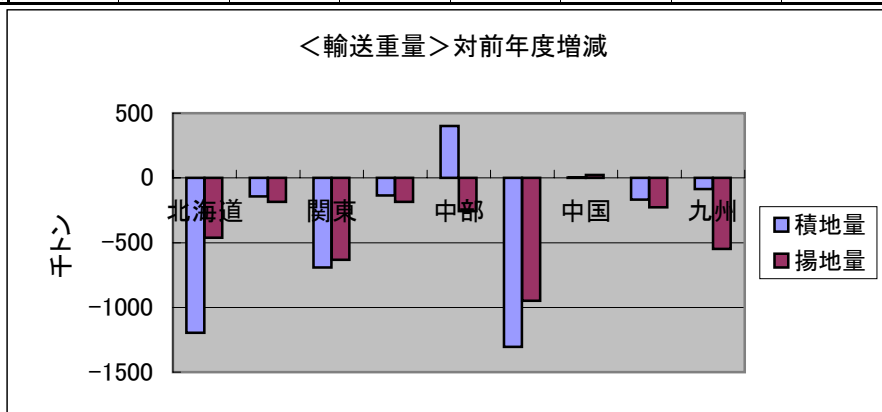 ＜輸送重量＞対前年度増減
500
0
-500
-1000
-1500
千トン
北海道 関東 中部 中国 九州
積地量
揚地量